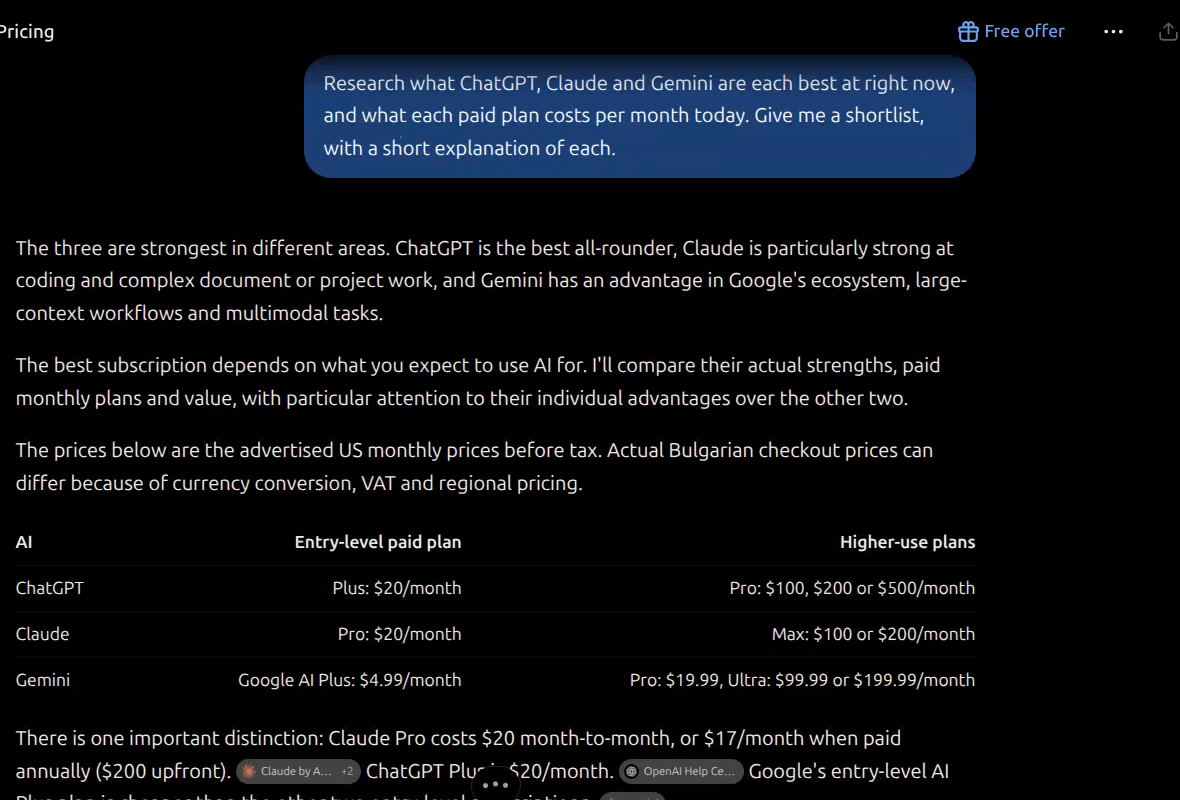 Pricing
Free offer
Research what ChatGPT, Claude and Gemini are each best at right now,
and what each paid plan costs per month today. Give me a shortlist,
with a short explanation of each.
The three are strongest in different areas. ChatGPT is the best all-rounder, Claude is particularly strong at
coding and complex document or project work, and Gemini has an advantage in Google's ecosystem, large-
context workflows and multimodal tasks.
The best subscription depends on what you expect to use AI for. I'll compare their actual strengths, paid
monthly plans and value, with particular attention to their individual advantages over the other two.
The prices below are the advertised US monthly prices before tax. Actual Bulgarian checkout prices can
differ because of currency conversion, VAT and regional pricing.
AI Entry-level paid plan Higher-use plans
ChatGPT Plus: $20/month Pro: $100, $200 or $500/month
Claude Pro: $20/month Max: $100 or $200/month
Gemini Google AI Plus: $4.99/month Pro: $19.99, Ultra: $99.99 or $199.99/month
There is one important distinction: Claude Pro costs $20 month-to-month, or $17/month when paid
annually ($200 upfront). Claude by A... +2 ChatGPT Plus $20/month. OpenAI Help Ce... Google's entry-level AI